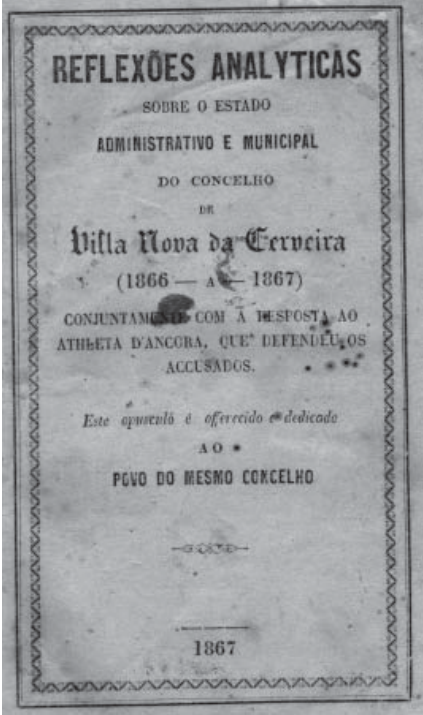 REFLEXÕES ANALYTICAS
SOBRE O ESTADO
ADMINISTRATIVO E MUNICIPAL
DO CONCELHO
DE
Villa Nova da Cerveira
(1866 — A — 1867)
CONJUNTAMENTE COM A RESPOSTA AO
ATHLETA D'ANCORA, QUE DEFENDEU OS
ACCUSADOS.
Este opusculo é offerecido e dedicado
AO
POVO DO MESMO CONCELHO
1867